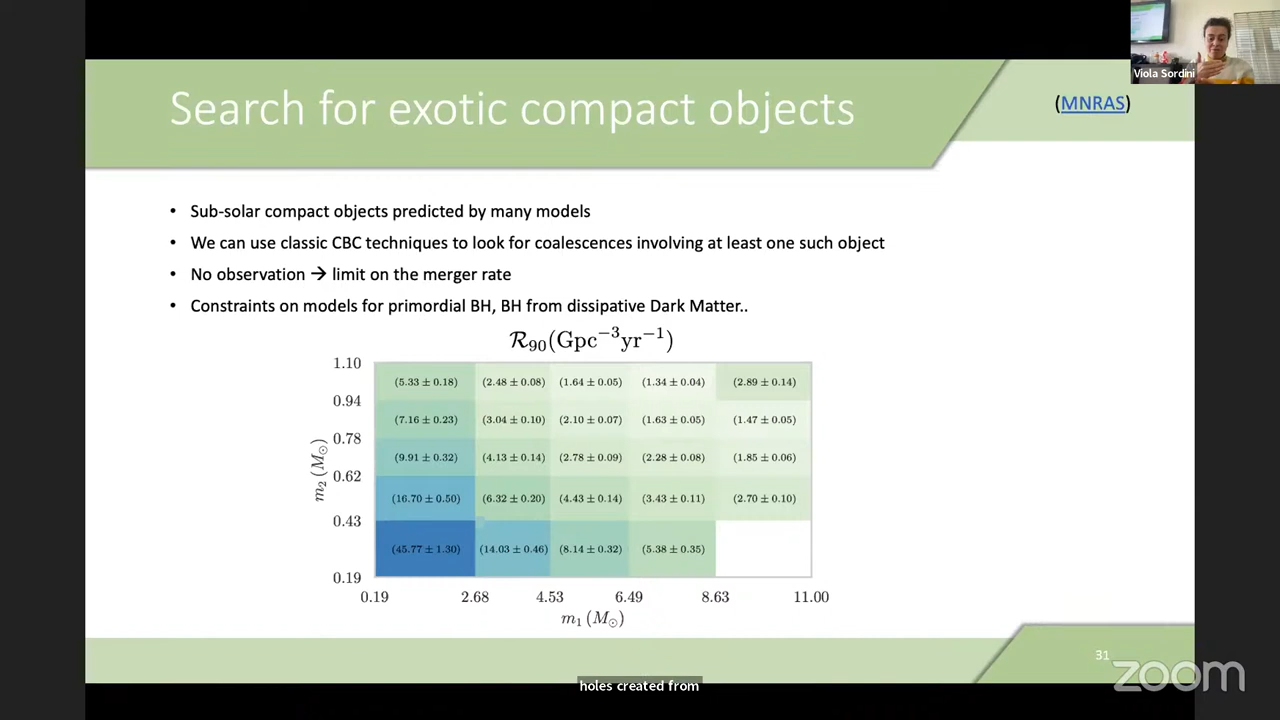 Viola Sordini
Search for exotic compact objects
(MNRAS)
• Sub-solar compact objects predicted by many models
• We can use classic CBC techniques to look for coalescences involving at least one such object
• No observation → limit on the merger rate
• Constraints on models for primordial BH, BH from dissipative Dark Matter..
ℛ₉₀(Gpc⁻³yr⁻¹)
1.10
(5.33 ± 0.18) (2.48 ± 0.08) (1.64 ± 0.05) (1.34 ± 0.04) (2.89 ± 0.14)
0.94
(7.16 ± 0.23) (3.04 ± 0.10) (2.10 ± 0.07) (1.63 ± 0.05) (1.47 ± 0.05)
0.78
(9.91 ± 0.32) (4.13 ± 0.14) (2.78 ± 0.09) (2.28 ± 0.08) (1.85 ± 0.06)
m₂ (M⊙)
0.62
(16.70 ± 0.50) (6.32 ± 0.20) (4.43 ± 0.14) (3.43 ± 0.11) (2.70 ± 0.10)
0.43
(45.77 ± 1.30) (14.03 ± 0.46) (8.14 ± 0.32) (5.38 ± 0.35)
0.19
0.19 2.68 4.53 6.49 8.63 11.00
m₁ (M⊙)
31
zoom
holes created from